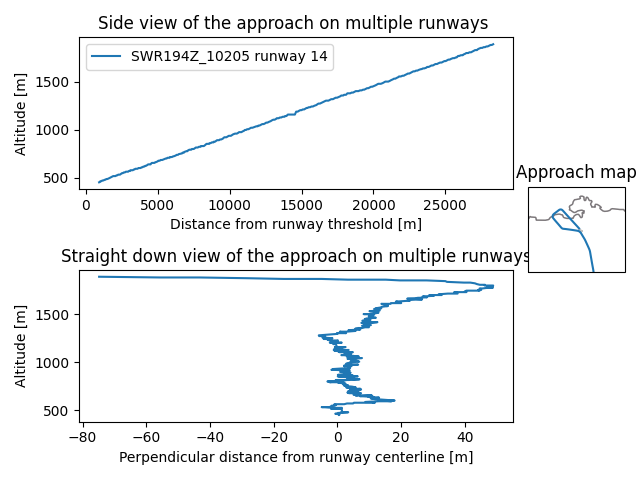 Side view of the approach on multiple runways
SWR194Z_10205 runway 14
1500
1000
500
Altitude [m]
0 5000 10000 15000 20000 25000
Distance from runway threshold [m]
Approach map
Straight down view of the approach on multiple runways
1500
1000
500
Altitude [m]
−80 −60 −40 −20 0 20 40
Perpendicular distance from runway centerline [m]